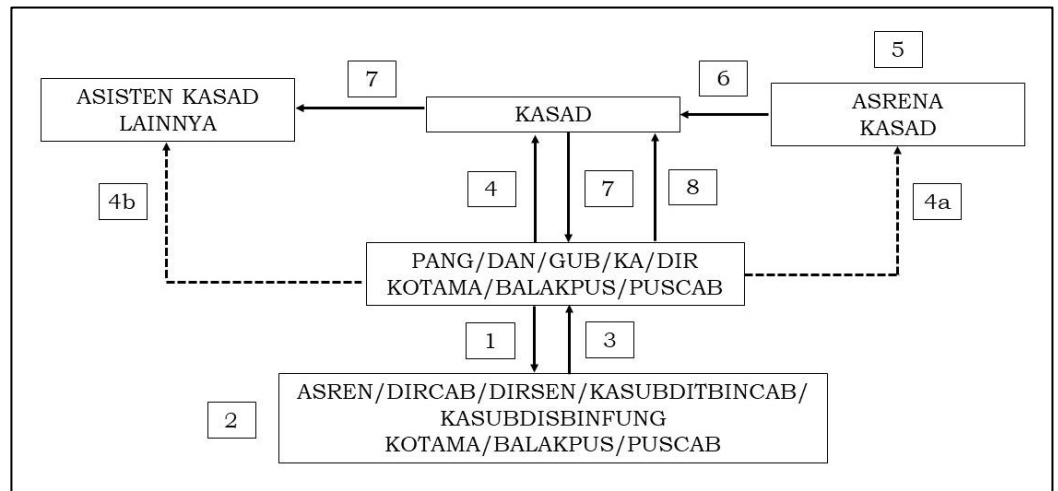 5
7
6
ASISTEN KASAD
LAINNYA
KASAD
ASRENA
KASAD
4b
4
7
8
4a
PANG/DAN/GUB/KA/DIR
KOTAMA/BALAKPUS/PUSCAB
1
3
2
ASREN/DIRCAB/DIRSEN/KASUBDITBINCAB/
KASUBDISBINFUNG
KOTAMA/BALAKPUS/PUSCAB